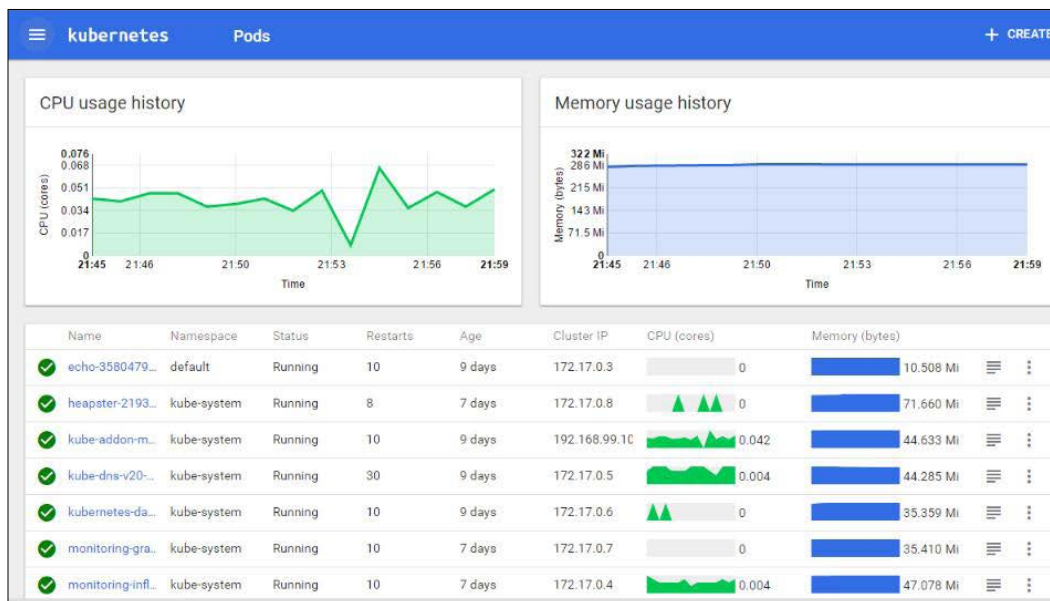 kubernetes Pods + CREATE
CPU usage history
CPU (cores)
0.076
0.068
0.051
0.034
0.017
0
21:45 21:46 21:50 21:53 21:56 21:59
Time
Memory usage history
Memory (bytes)
322 Mi
286 Mi
215 Mi
143 Mi
71.5 Mi
0
21:45 21:46 21:50 21:53 21:56 21:59
Time
Name Namespace Status Restarts Age Cluster IP CPU (cores) Memory (bytes)
echo-3580479... default Running 10 9 days 172.17.0.3 0 10.508 Mi
heapster-2193... kube-system Running 8 7 days 172.17.0.8 0 71.660 Mi
kube-addon-m... kube-system Running 10 9 days 192.168.99.10 0.042 44.633 Mi
kube-dns-v20-... kube-system Running 30 9 days 172.17.0.5 0.004 44.285 Mi
kubernetes-da... kube-system Running 10 9 days 172.17.0.6 0 35.359 Mi
monitoring-gra... kube-system Running 10 7 days 172.17.0.7 0 35.410 Mi
monitoring-infl... kube-system Running 10 7 days 172.17.0.4 0.004 47.078 Mi